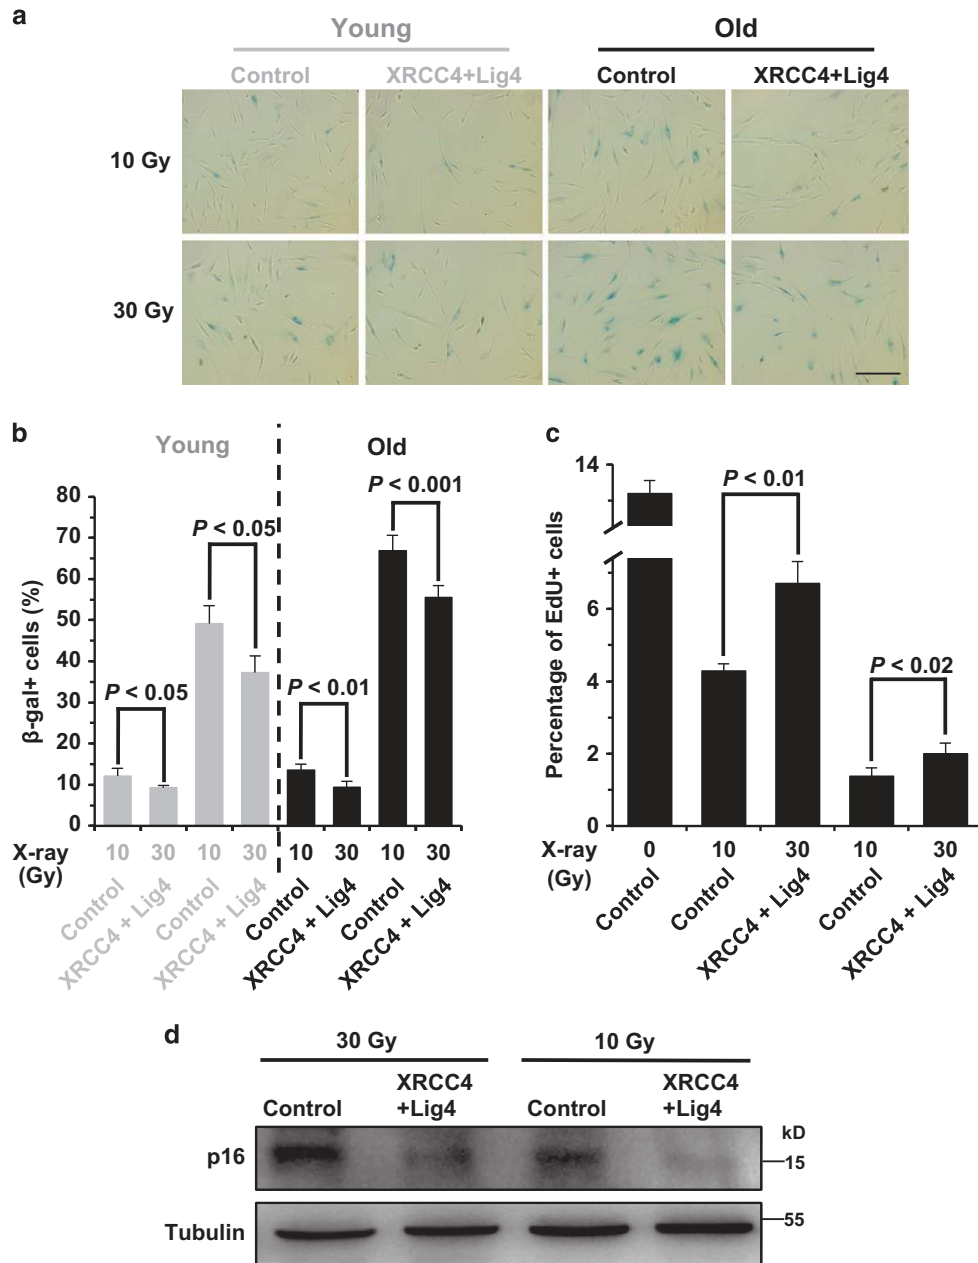 a
Young Old
Control XRCC4+Lig4 Control XRCC4+Lig4
10 Gy
30 Gy
b
Young Old
β-gal+ cells (%)
80
70
60
50
40
30
20
10
0
P < 0.05
P < 0.05
P < 0.01
P < 0.001
X-ray (Gy) 10 30 10 30 10 30 10 30
Control
XRCC4 + Lig4
Control
XRCC4 + Lig4
Control
XRCC4 + Lig4
Control
XRCC4 + Lig4
c
Percentage of EdU+ cells
14
6
4
2
0
P < 0.01
P < 0.02
X-ray (Gy) 0 10 30 10 30
Control
Control
XRCC4 + Lig4
Control
XRCC4 + Lig4
d
30 Gy 10 Gy
Control XRCC4 +Lig4 Control XRCC4 +Lig4
kD
p16
15
Tubulin
55